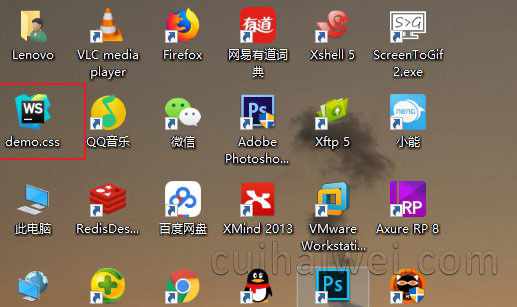 Lenovo
VLC media
player
Firefox
网易有道词
典
有道
Xshell 5
S>G
ScreenToGif
2.exe
WS
demo.css
QQ音乐
微信
Ps
Adobe
Photosho...
Xftp 5
NENG
小能
此电脑
RedisDes...
百度网盘
XMind 2013
VMware
Workstati...
RP
Axure RP 8
Ps
cuihaiwei.com